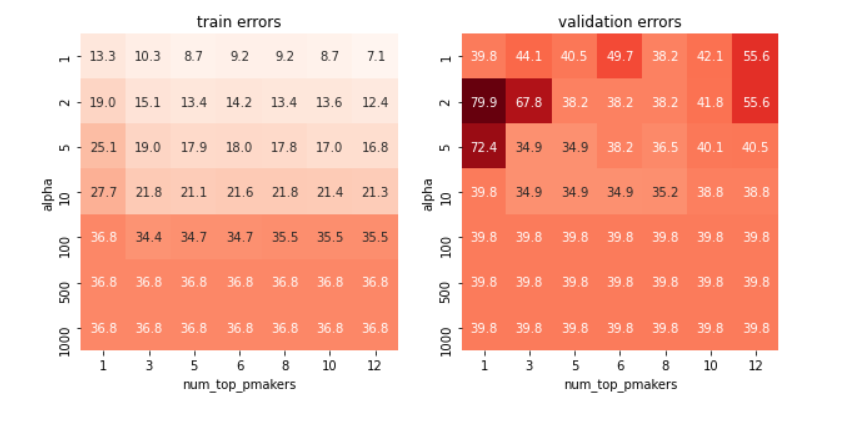 train errors
validation errors
alpha
1 13.3 10.3 8.7 9.2 9.2 8.7 7.1
2 19.0 15.1 13.4 14.2 13.4 13.6 12.4
5 25.1 19.0 17.9 18.0 17.8 17.0 16.8
10 27.7 21.8 21.1 21.6 21.8 21.4 21.3
100 36.8 34.4 34.7 34.7 35.5 35.5 35.5
500 36.8 36.8 36.8 36.8 36.8 36.8 36.8
1000 36.8 36.8 36.8 36.8 36.8 36.8 36.8
1 3 5 6 8 10 12
num_top_pmakers
alpha
1 39.8 44.1 40.5 49.7 38.2 42.1 55.6
2 79.9 67.8 38.2 38.2 38.2 41.8 55.6
5 72.4 34.9 34.9 38.2 36.5 40.1 40.5
10 39.8 34.9 34.9 34.9 35.2 38.8 38.8
100 39.8 39.8 39.8 39.8 39.8 39.8 39.8
500 39.8 39.8 39.8 39.8 39.8 39.8 39.8
1000 39.8 39.8 39.8 39.8 39.8 39.8 39.8
1 3 5 6 8 10 12
num_top_pmakers